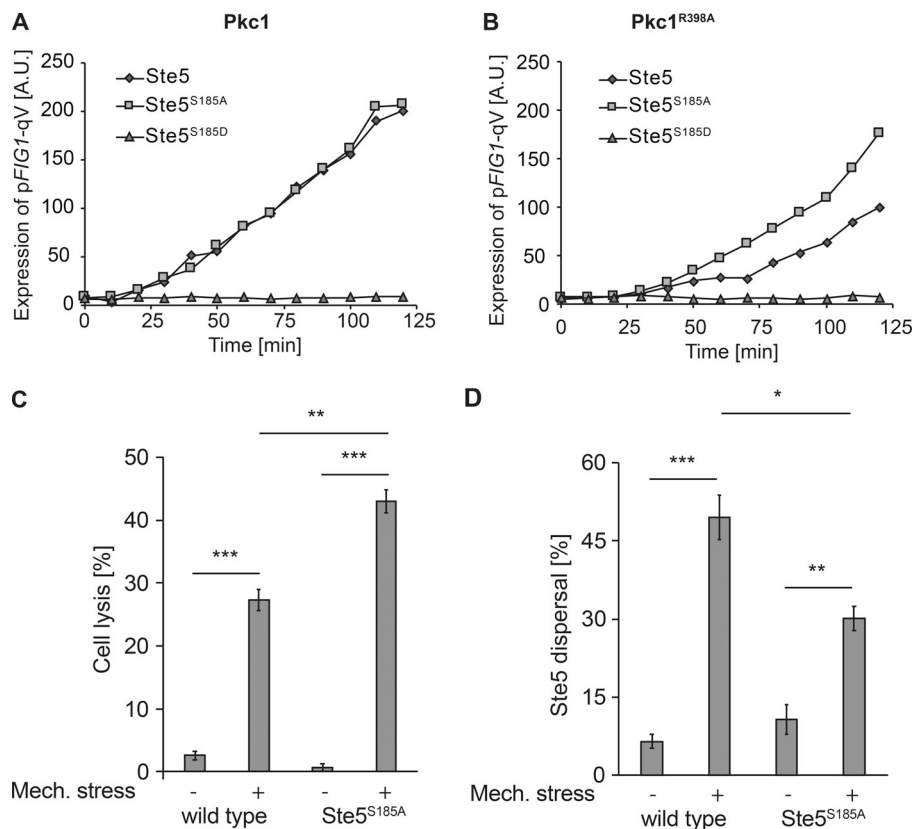 A
Pkc1
250
200
150
100
50
0
Expression of pFIG1-qV [A.U.]
Ste5
Ste5S185A
Ste5S185D
0 25 50 75 100 125
Time [min]
B
Pkc1R398A
250
200
150
100
50
0
Expression of pFIG1-qV [A.U.]
Ste5
Ste5S185A
Ste5S185D
0 25 50 75 100 125
Time [min]
C
50
40
30
20
10
0
Cell lysis [%]
**
***
***
Mech. stress - + - +
wild type Ste5S185A
D
60
45
30
15
0
Ste5 dispersal [%]
*
***
**
Mech. stress - + - +
wild type Ste5S185A